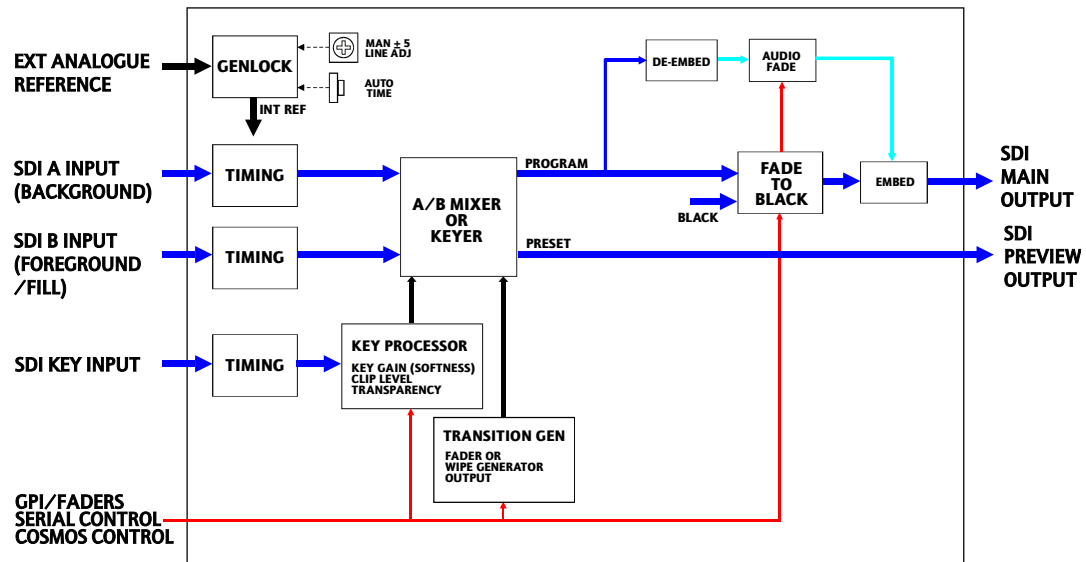 EXT ANALOGUE
REFERENCE
GENLOCK
MAN ± 5
LINE ADJ
AUTO
TIME
INT REF
DE-EMBED
AUDIO
FADE
SDI A INPUT
(BACKGROUND)
TIMING
A/B MIXER
OR
KEYER
PROGRAM
BLACK
FADE
TO
BLACK
EMBED
SDI
MAIN
OUTPUT
SDI B INPUT
(FOREGROUND
/FILL)
TIMING
PRESET
SDI
PREVIEW
OUTPUT
SDI KEY INPUT
TIMING
KEY PROCESSOR
KEY GAIN (SOFTNESS)
CLIP LEVEL
TRANSPARENCY
TRANSITION GEN
FADER OR
WIPE GENERATOR
OUTPUT
GPI/FADERS
SERIAL CONTROL
COSMOS CONTROL